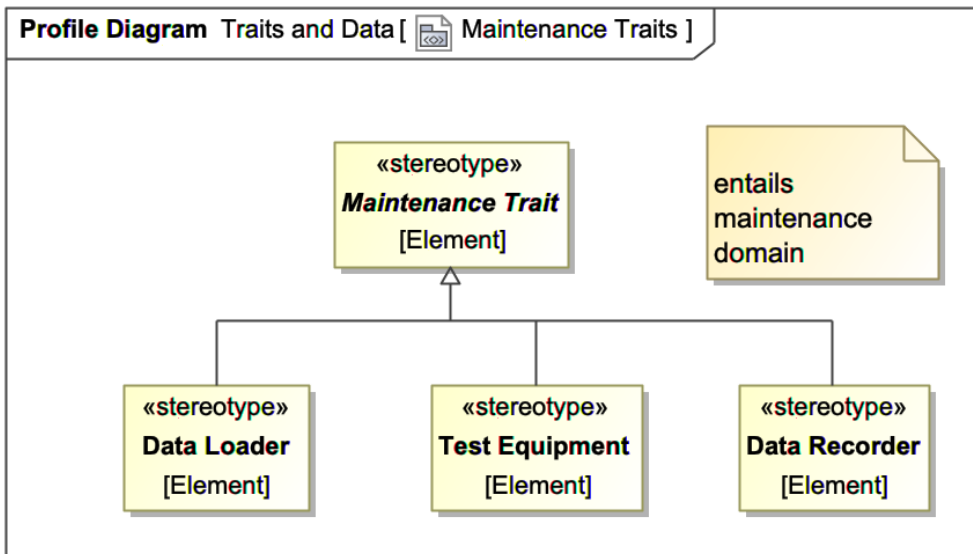 Profile Diagram Traits and Data [ Maintenance Traits ]
«stereotype»
Maintenance Trait
[Element]
entails
maintenance
domain
«stereotype»
Data Loader
[Element]
«stereotype»
Test Equipment
[Element]
«stereotype»
Data Recorder
[Element]